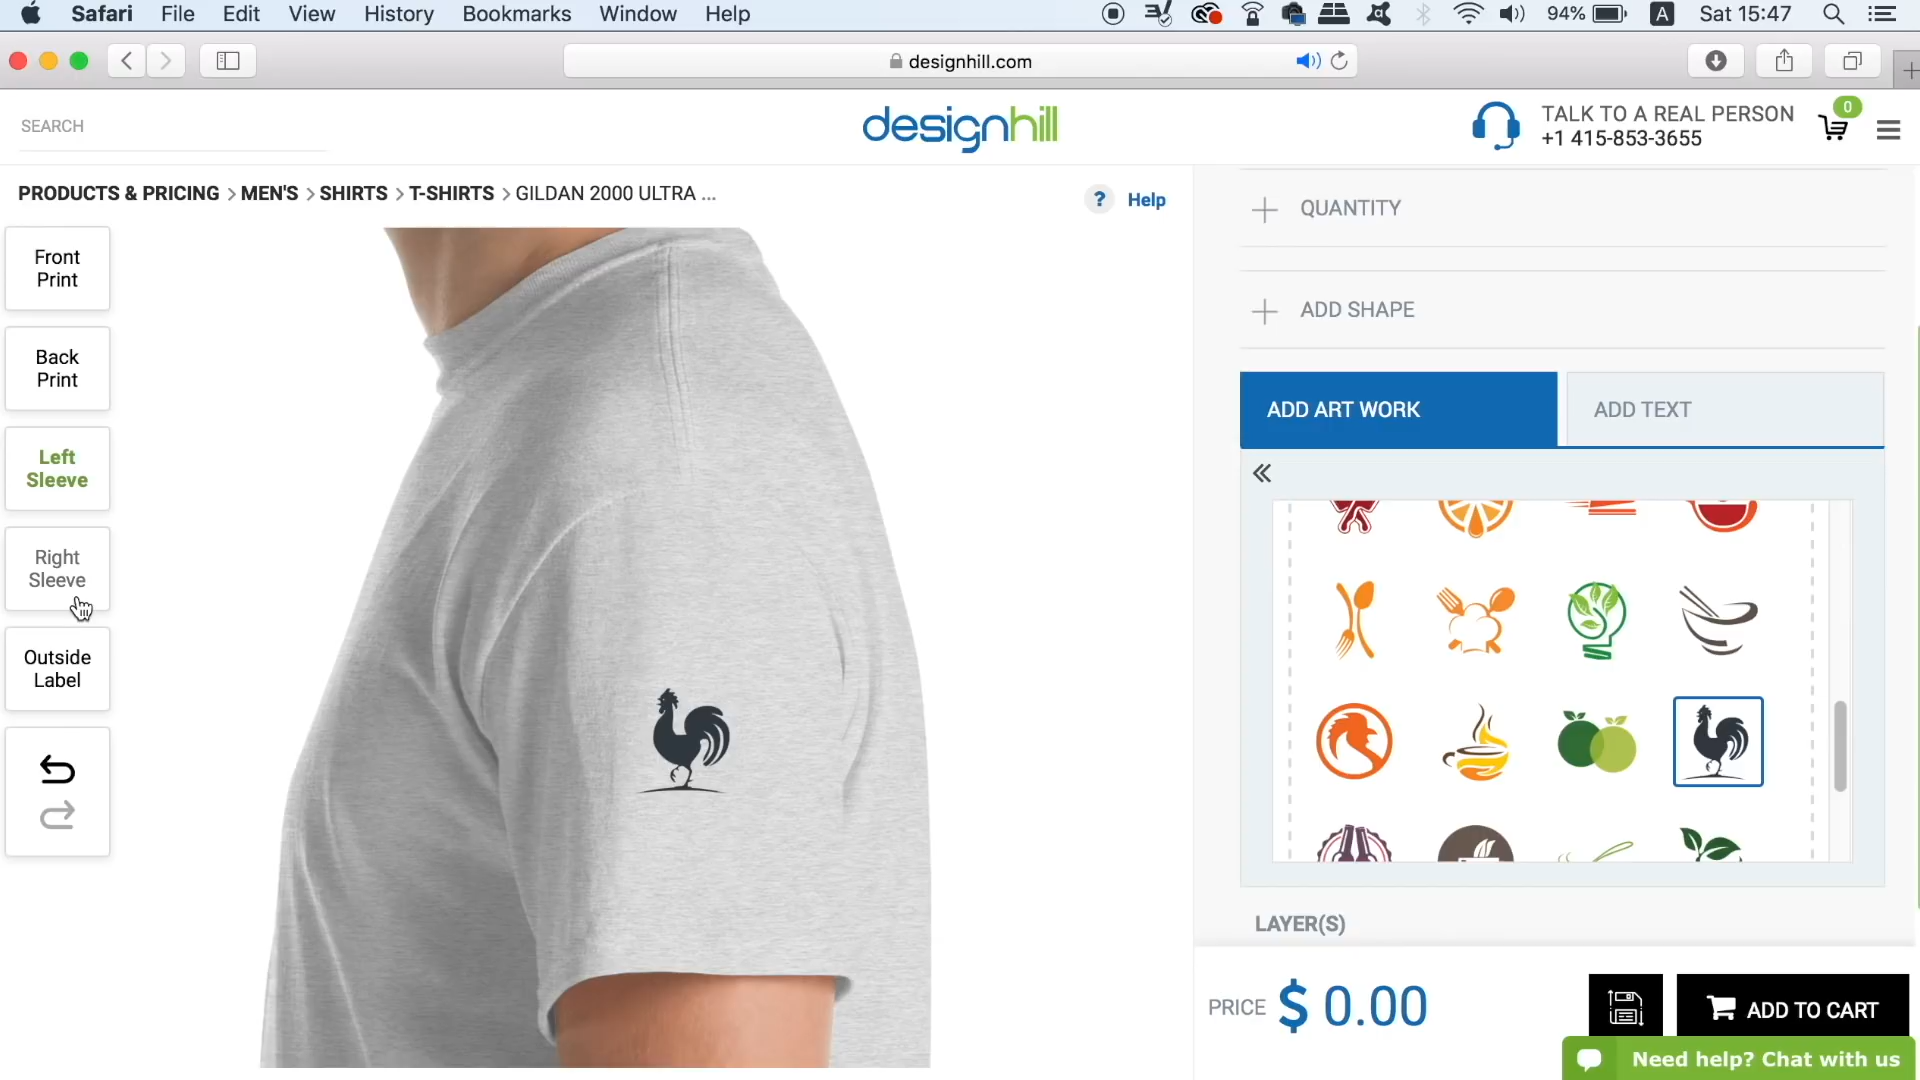 Safari File Edit View History Bookmarks Window Help 94% A Sat 15:47
designhill.com
SEARCH
designhill
TALK TO A REAL PERSON
+1 415-853-3655
0
PRODUCTS & PRICING > MEN'S > SHIRTS > T-SHIRTS > GILDAN 2000 ULTRA ...
? Help
Front
Print
Back
Print
Left
Sleeve
Right
Sleeve
Outside
Label
QUANTITY
ADD SHAPE
ADD ART WORK
ADD TEXT
LAYER(S)
PRICE $ 0.00
ADD TO CART
Need help? Chat with us